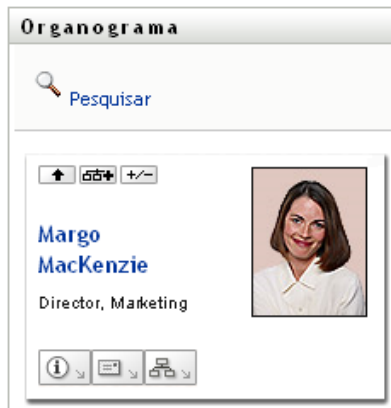 Organograma
Pesquisar
Margo
MacKenzie
Director, Marketing